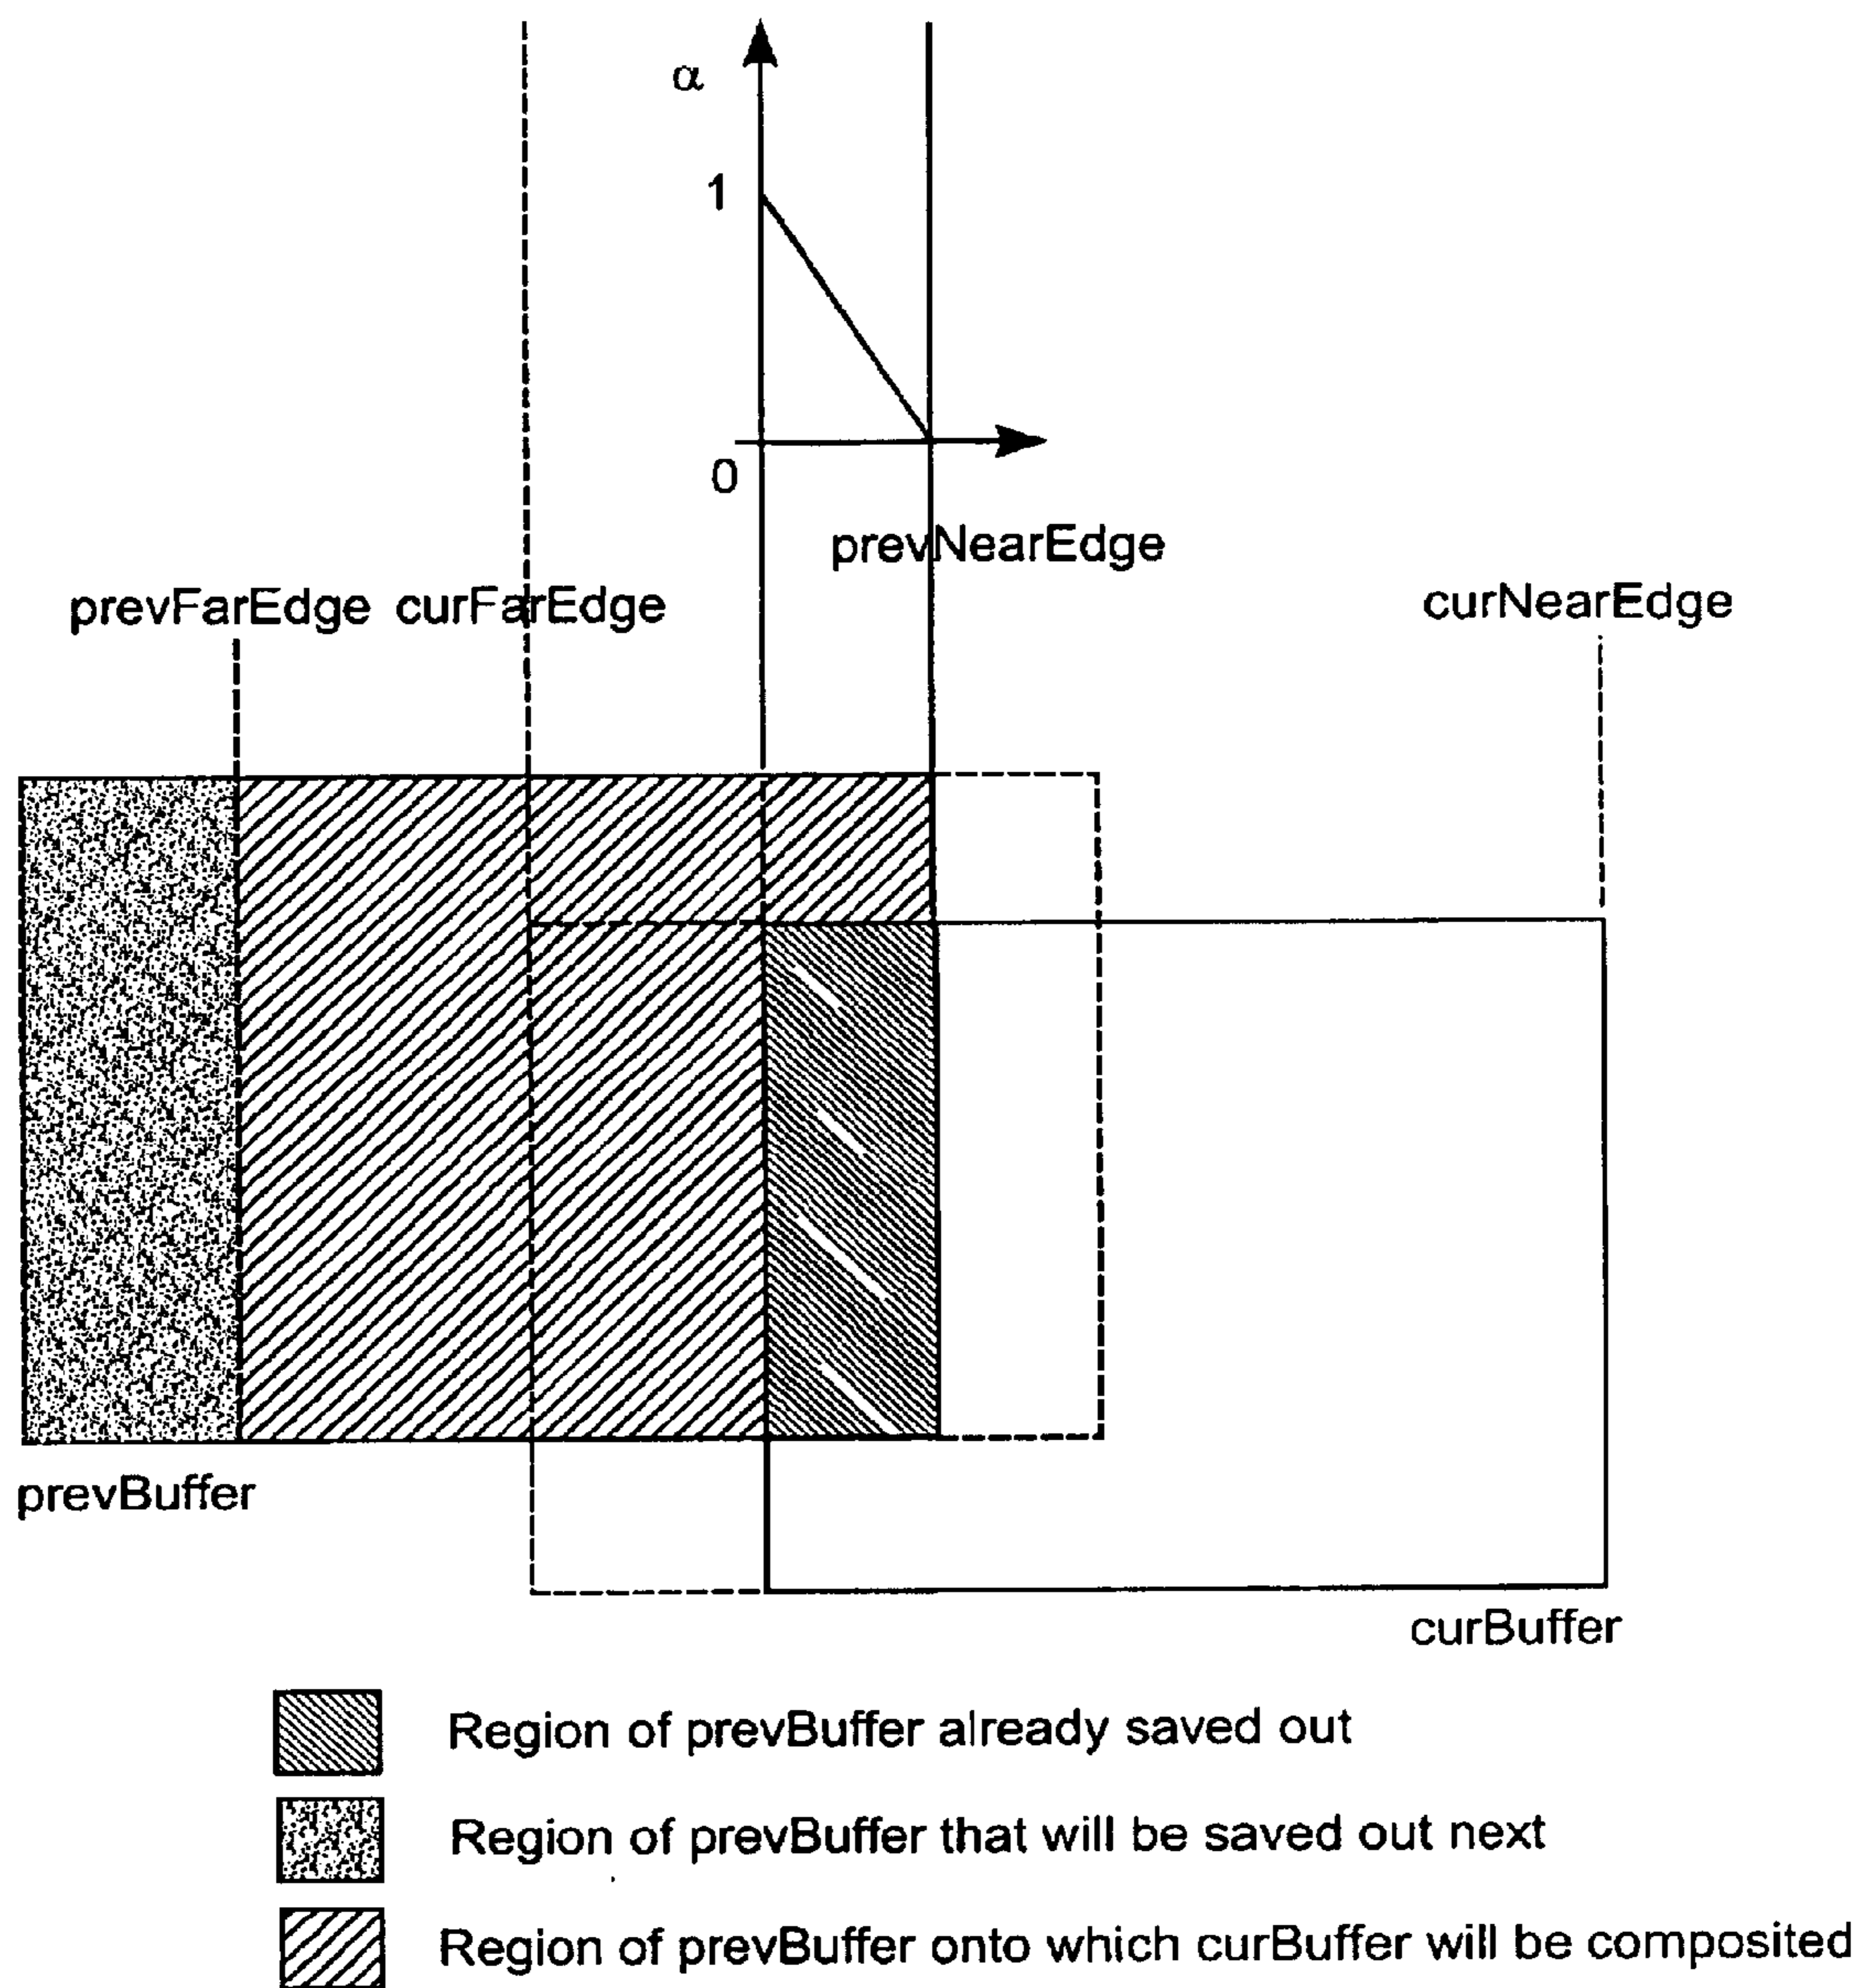 α
1
0
prevNearEdge
prevFarEdge curFarEdge
curNearEdge
prevBuffer
curBuffer
Region of prevBuffer already saved out
Region of prevBuffer that will be saved out next
Region of prevBuffer onto which curBuffer will be composited